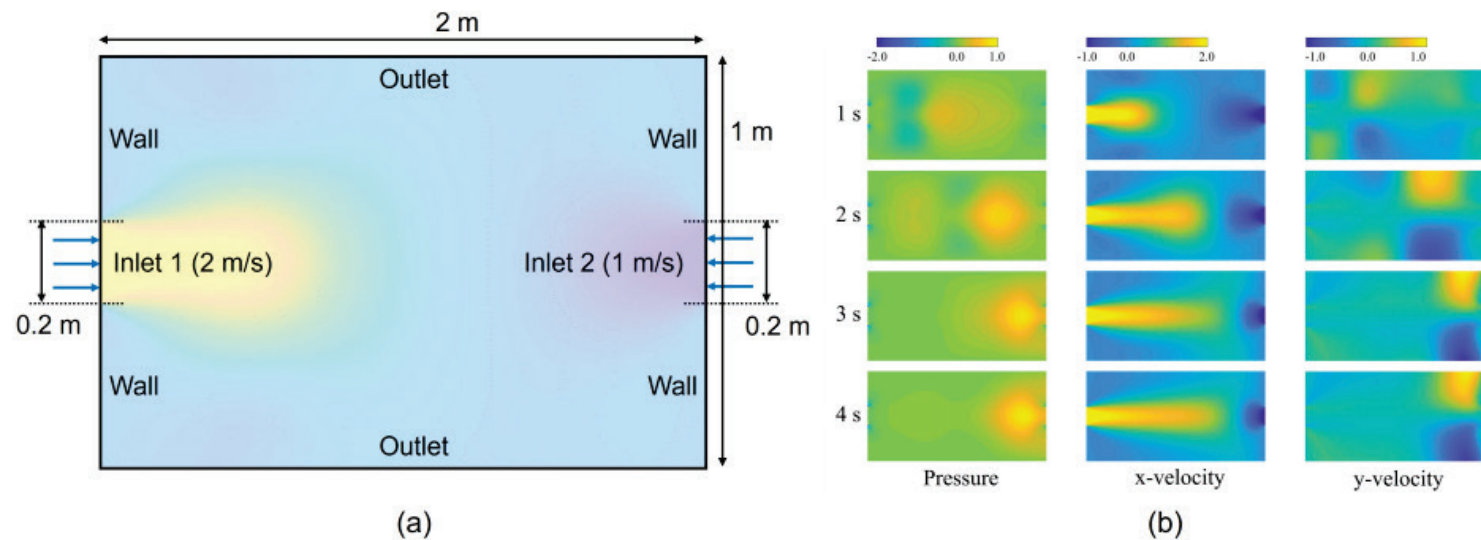 2 m
Outlet
Wall
Wall
1 m
Inlet 1 (2 m/s)
Inlet 2 (1 m/s)
0.2 m
0.2 m
Wall
Wall
Outlet
(a)
-2.0 0.0 1.0
-1.0 0.0 2.0
-1.0 0.0 1.0
1 s
2 s
3 s
4 s
Pressure
x-velocity
y-velocity
(b)